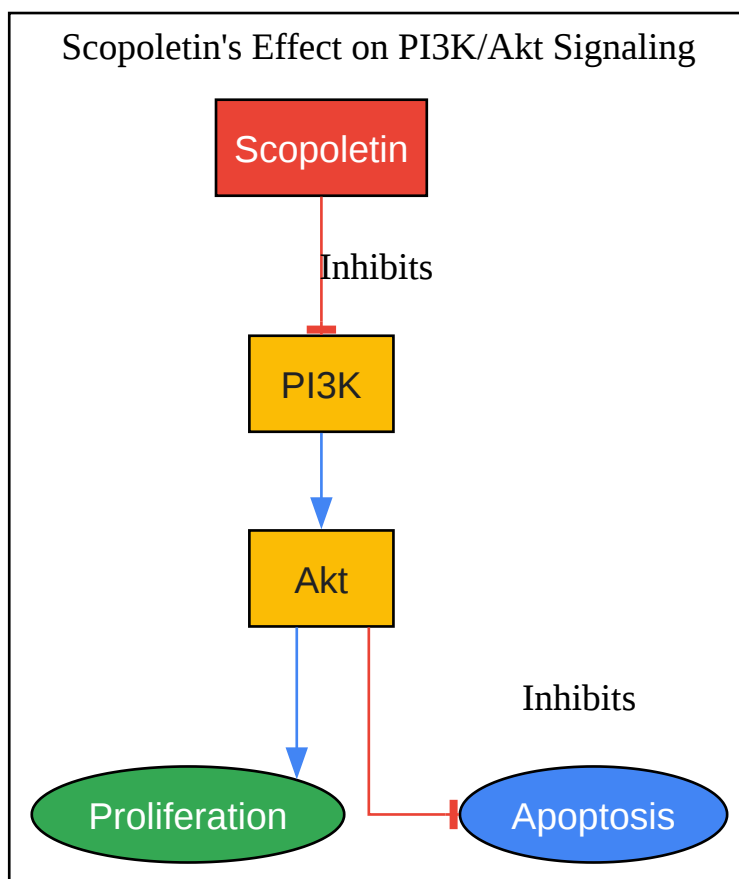 Scopoletin's Effect on PI3K/Akt Signaling
Scopoletin
Inhibits
PI3K
Akt
Inhibits
Proliferation
Apoptosis